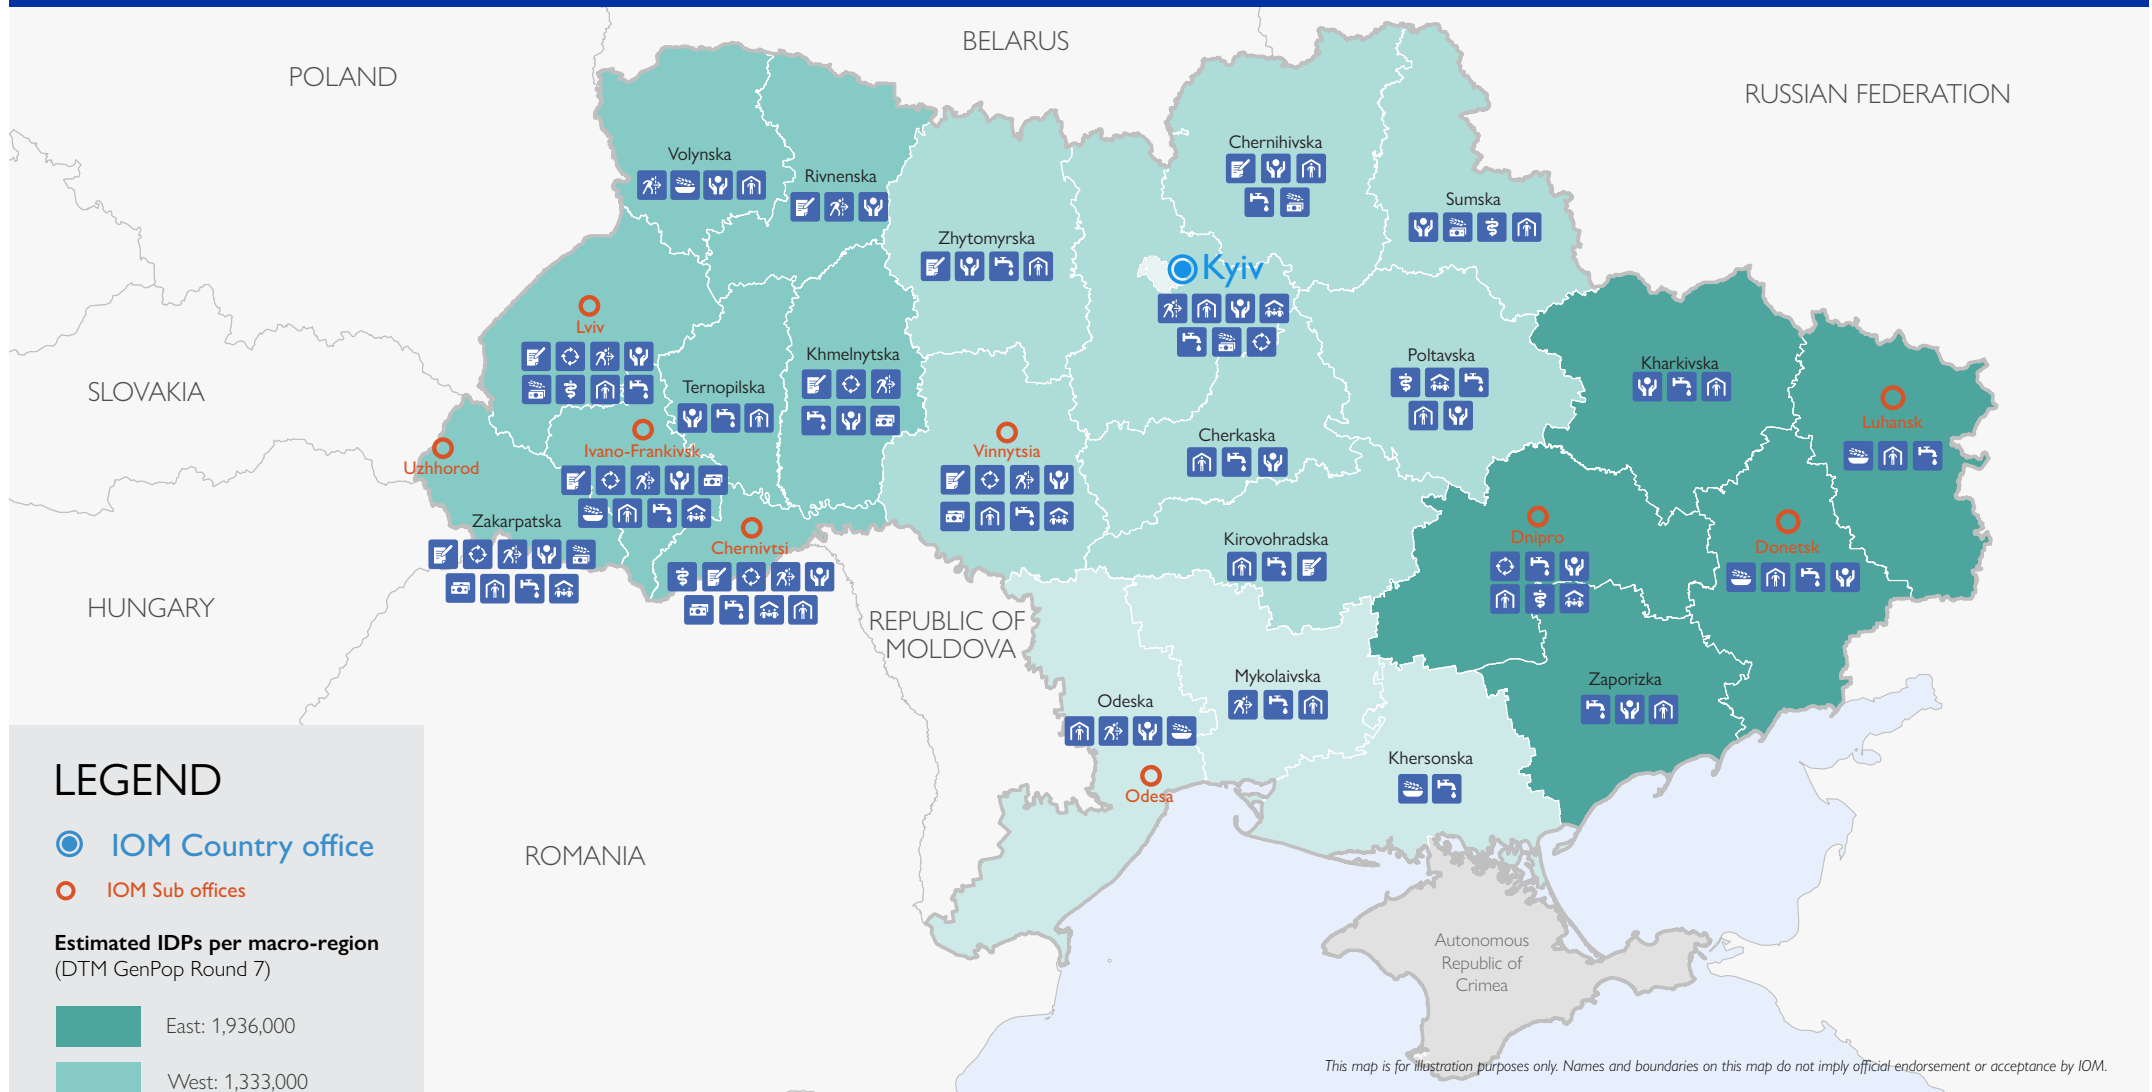 BELARUS
POLAND
RUSSIAN FEDERATION
Chernihivska
Volynska
Rivnenska
Sumska
Zhytomyrska
Kyiv
Lviv
Khmelnytska
Poltavska
Kharkivska
Ternopilska
SLOVAKIA
Luhansk
Ivano-Frankivsk
Vinnytsia
Cherkaska
Uzhhorod
Zakarpatska
Chernivtsi
Kirovohradska
Dnipro
Donetsk
HUNGARY
REPUBLIC OF
MOLDOVA
Mykolaivska
Zaporizka
Odeska
Khersonska
Odesa
ROMANIA
Autonomous
Republic of
Crimea
LEGEND
IOM Country office
IOM Sub offices
Estimated IDPs per macro-region
(DTM GenPop Round 7)
East: 1,936,000
West: 1,333,000
This map is for illustration purposes only. Names and boundaries on this map do not imply official endorsement or acceptance by IOM.